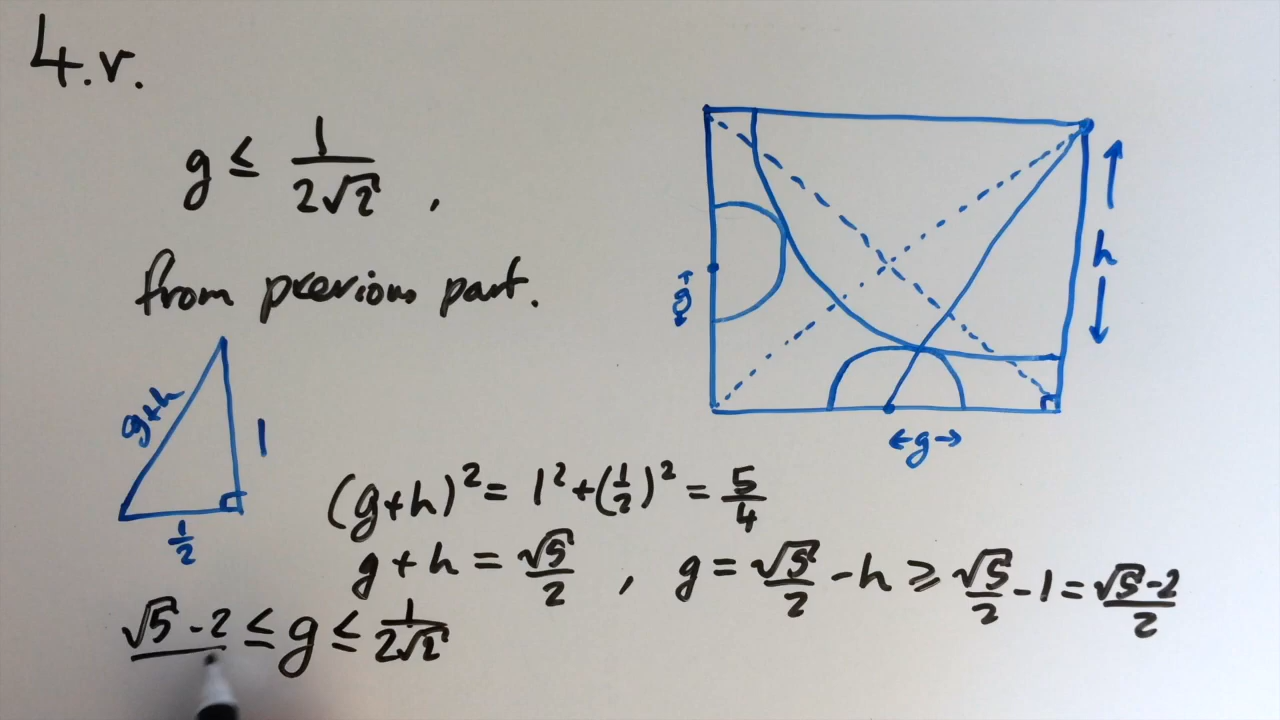 4.v.
g ≤ 1/(2√2) ,
from previous part.
g+h
1
1/2
h
g
←g→
(g+h)² = 1² + (1/2)² = 5/4
g + h = √5/2 , g = √5/2 - h ⩾ √5/2 - 1 = (√5-2)/2
√5 - 2 ≤ g ≤ 1/(2√2)